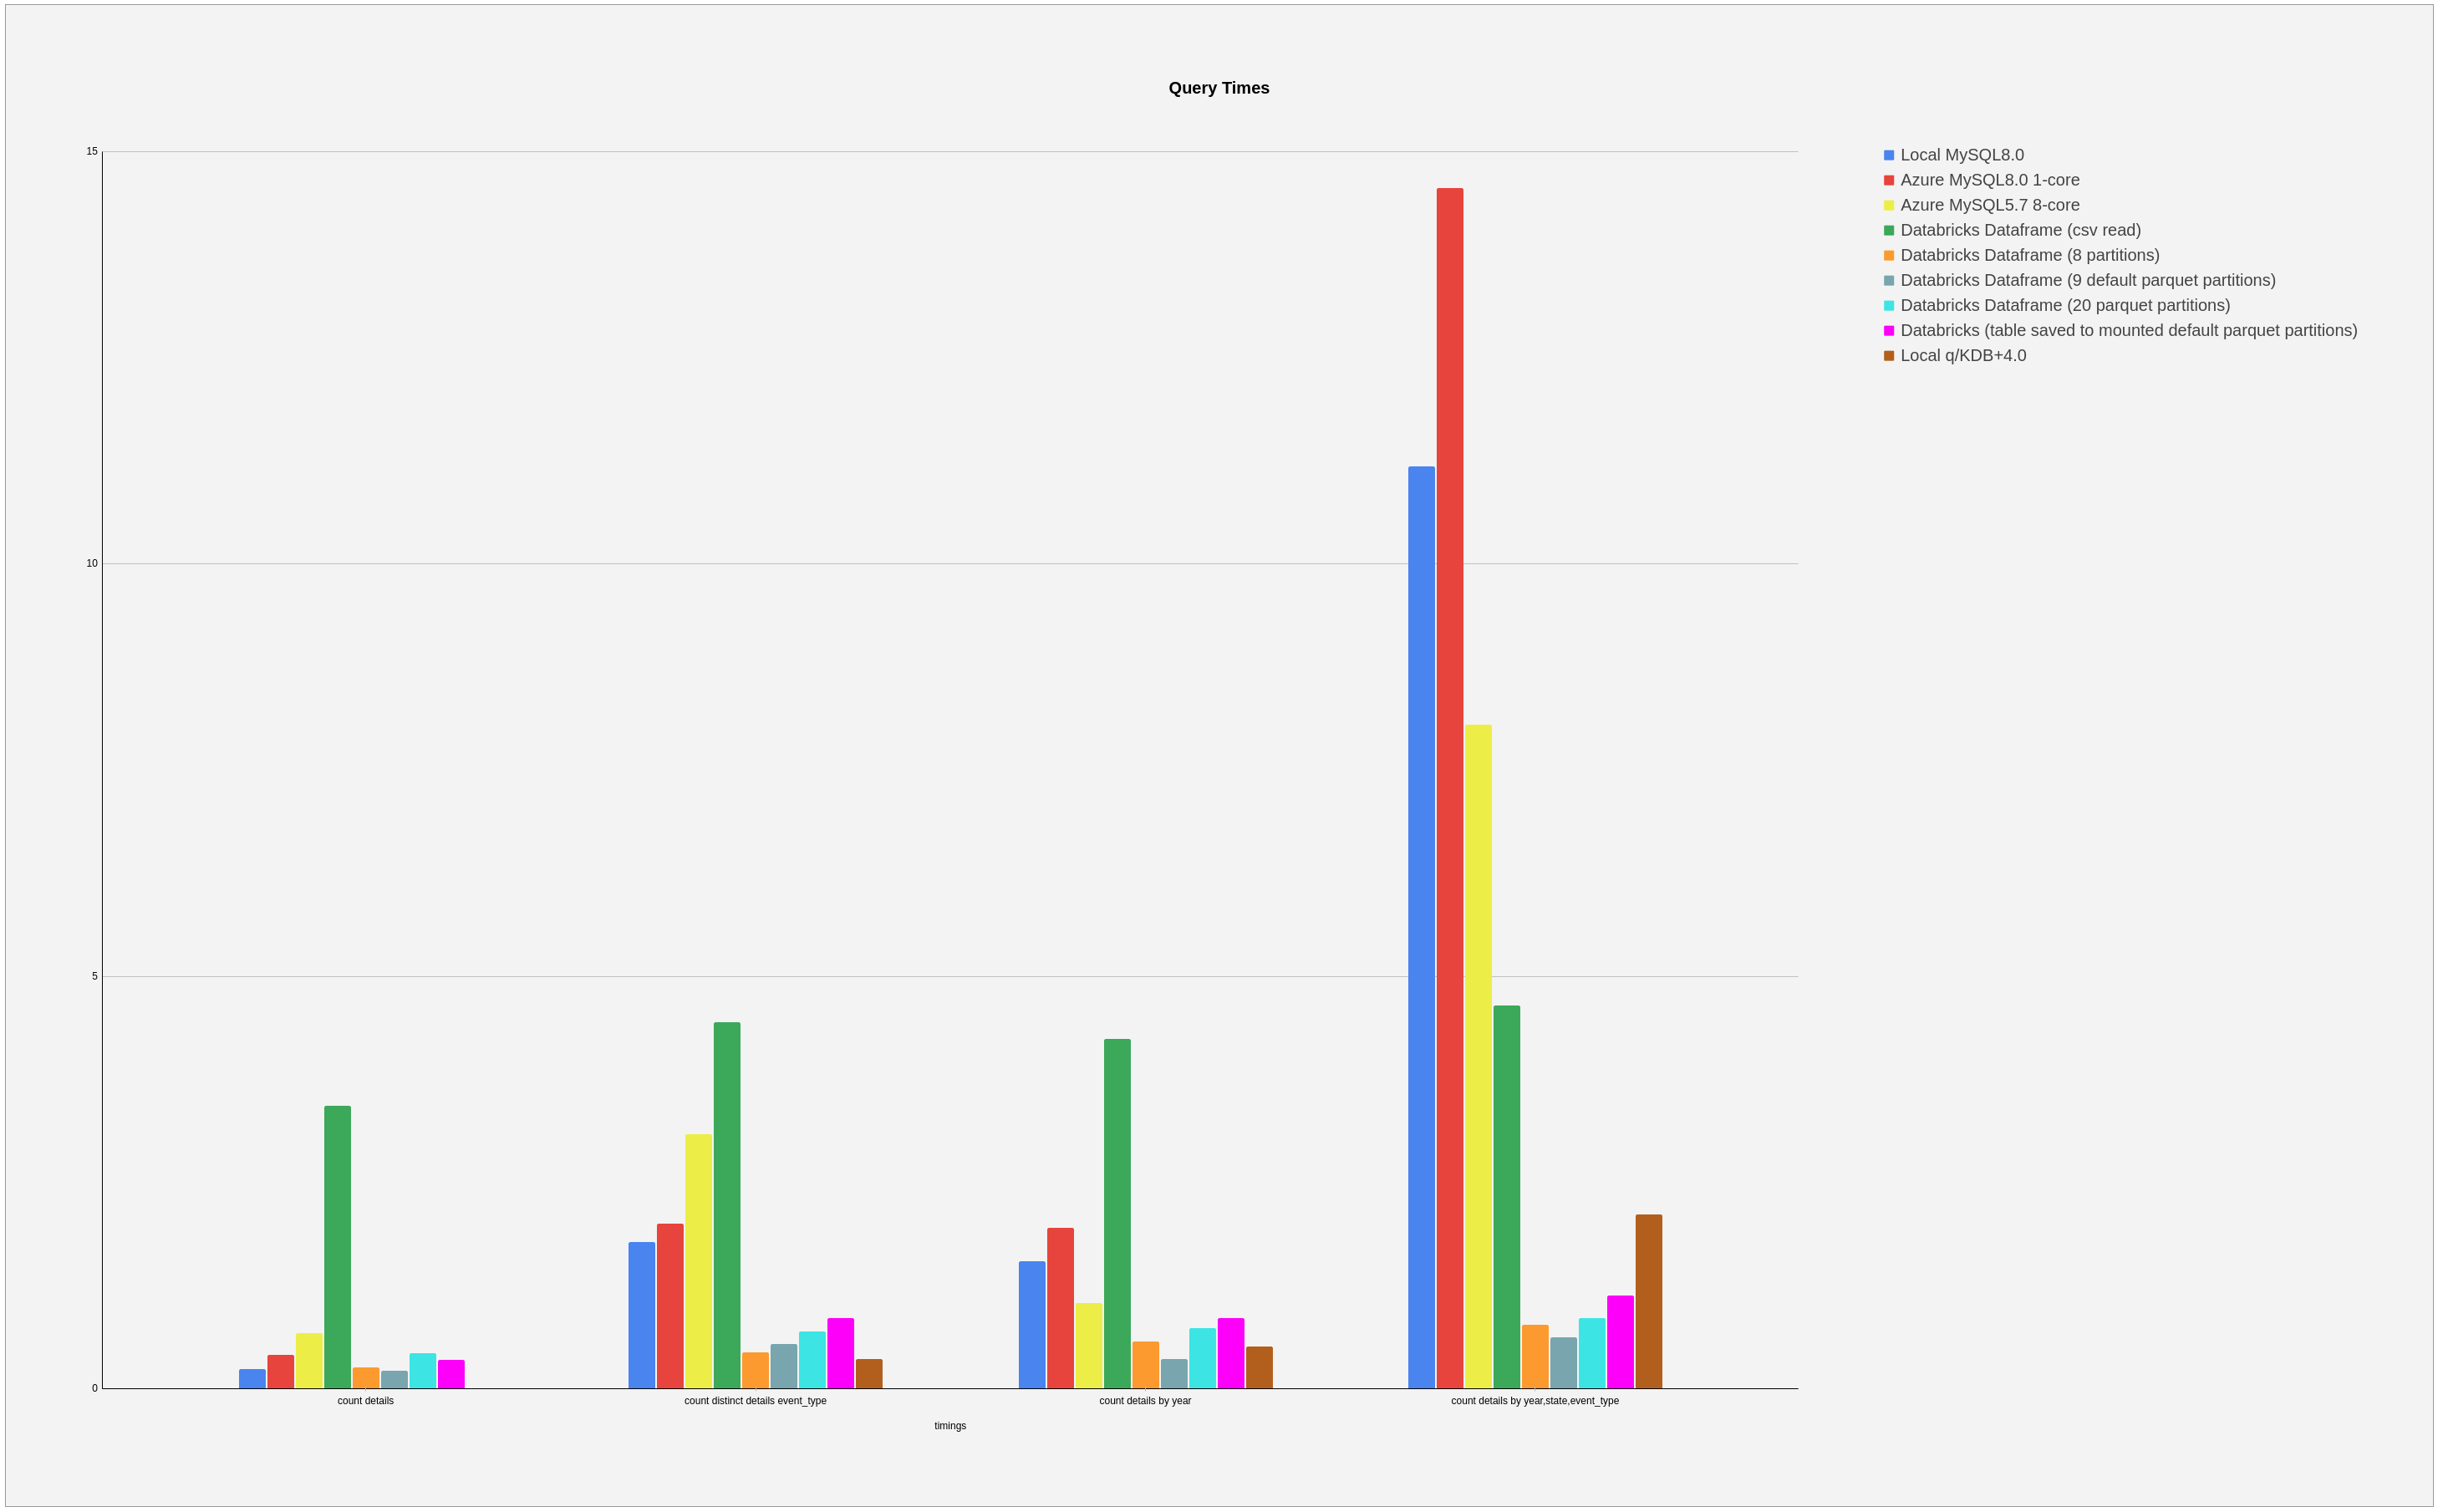 Query Times
15
10
5
0
count details
count distinct details event_type
count details by year
count details by year,state,event_type
timings
Local MySQL8.0
Azure MySQL8.0 1-core
Azure MySQL5.7 8-core
Databricks Dataframe (csv read)
Databricks Dataframe (8 partitions)
Databricks Dataframe (9 default parquet partitions)
Databricks Dataframe (20 parquet partitions)
Databricks (table saved to mounted default parquet partitions)
Local q/KDB+4.0